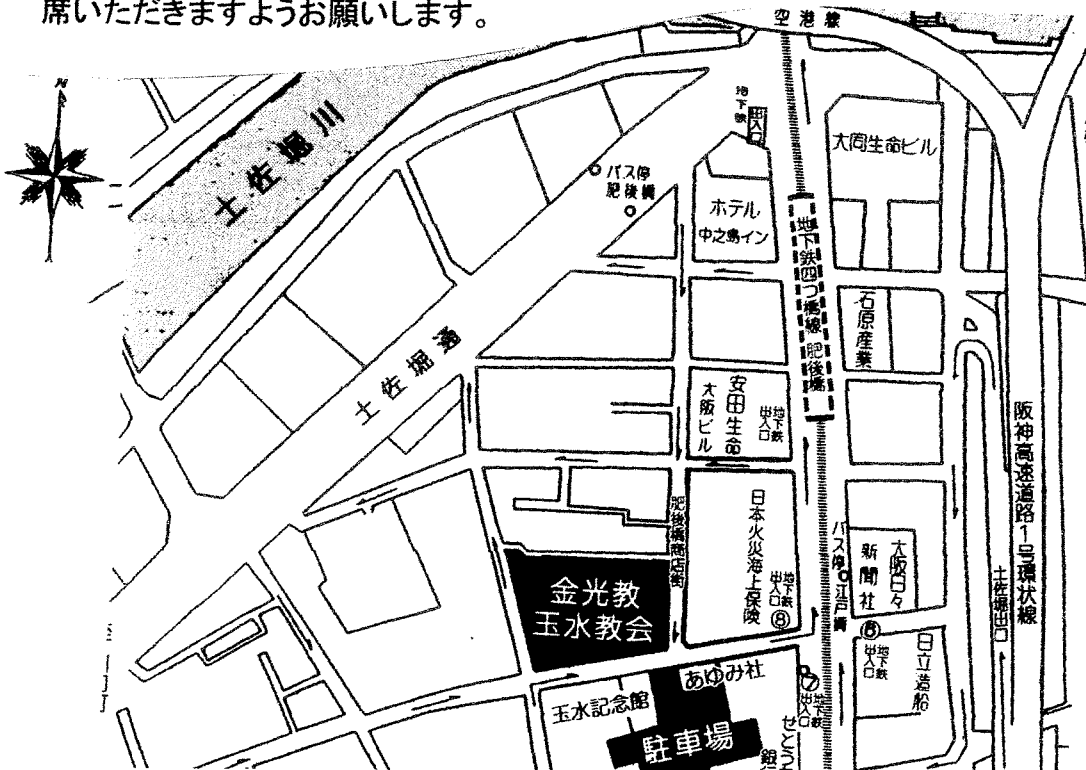 席いただきますようお願いします。
空港線
土佐堀川
地下鉄
出入口
大同生命ビル
バス停
肥後橋
ホテル
中之島イン
地下鉄四つ橋線 肥後橋
石原産業
土佐堀通
安田生命
大阪ビル
地下鉄
出入口
阪神高速道路1号環状線
肥後橋商店街
日本火災海上保険
地下鉄
出入口
⑧
バス停
江戸橋
大阪日々
新聞社
⑧
地下鉄
出入口
土佐堀出口
日立造船
金光教
玉水教会
あゆみ社
玉水記念館
駐車場
⑦
地下鉄
出入口
せとうち
銀